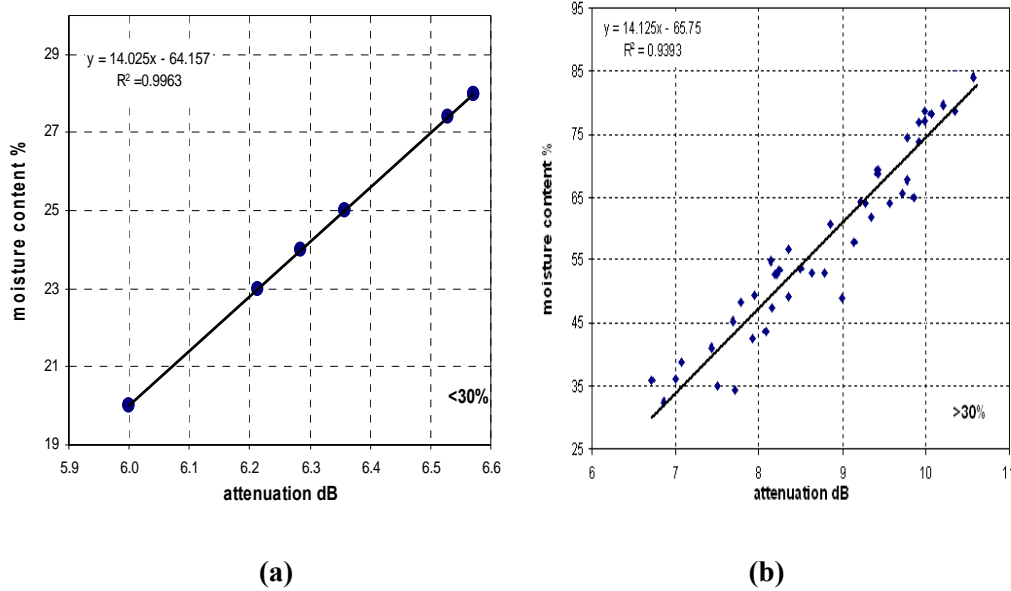 y = 14.025x - 64.157
R² =0.9963
29
27
25
23
21
19
moisture content %
<30%
5.9 6.0 6.1 6.2 6.3 6.4 6.5 6.6
attenuation dB
(a)
y = 14.125x - 65.75
R² = 0.9393
95
85
75
65
55
45
35
25
moisture content %
>30%
6 7 8 9 10 11
attenuation dB
(b)